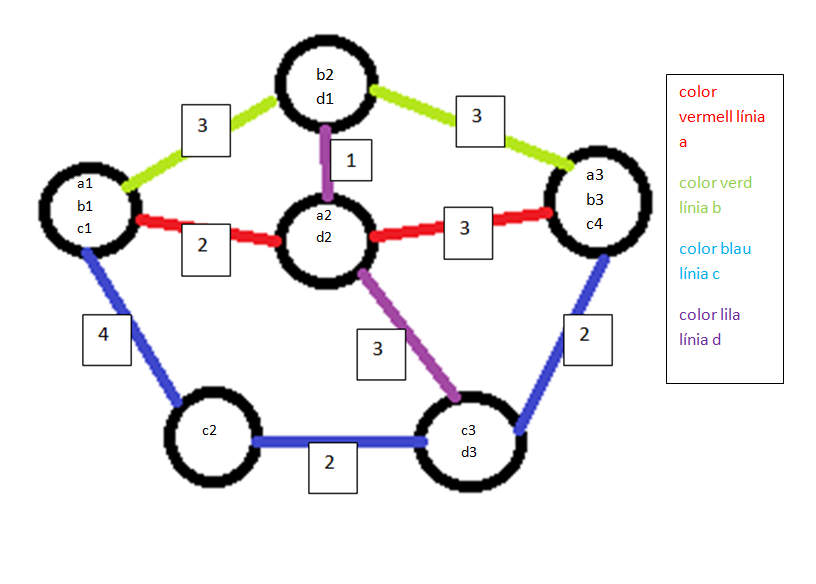 b2
d1
3
3
1
a1
b1
c1
a2
d2
a3
b3
c4
2
3
4
3
2
c2
2
c3
d3
color
vermell línia
a
color verd
línia b
color blau
línia c
color lila
línia d